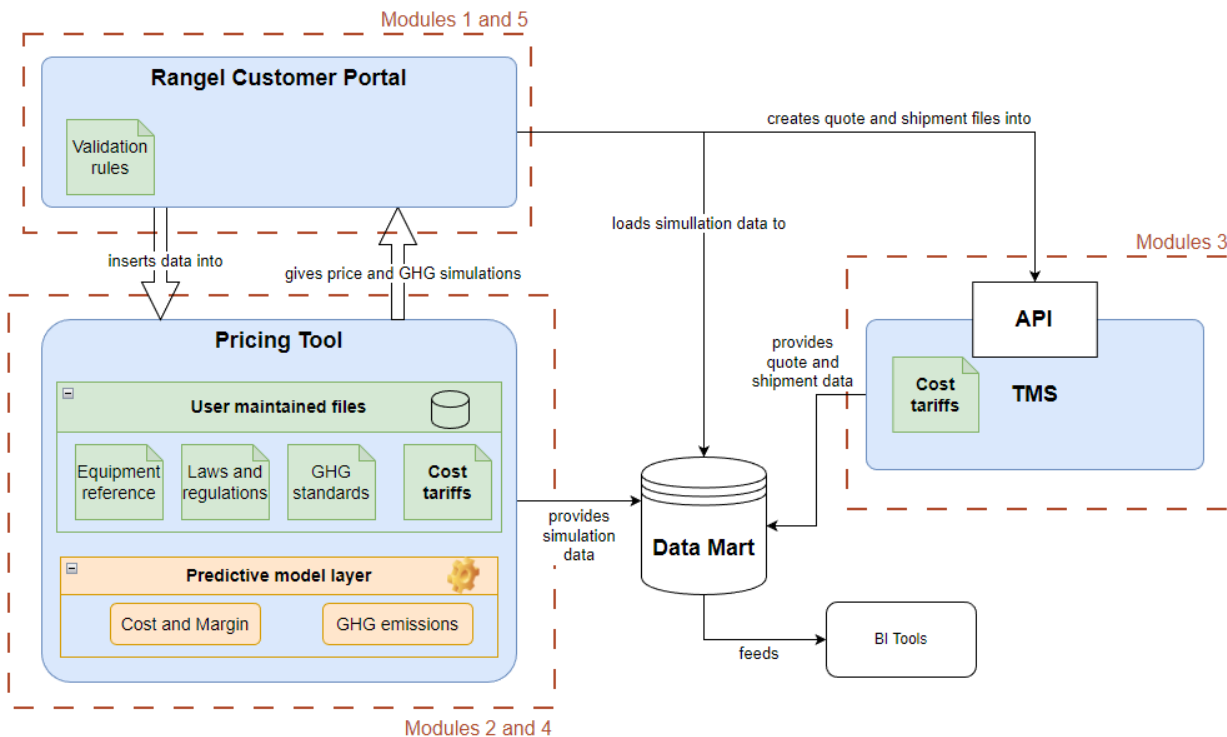 Modules 1 and 5
Rangel Customer Portal
Validation
rules
creates quote and shipment files into
loads simullation data to
inserts data into
gives price and GHG simulations
Modules 3
API
TMS
Cost
tariffs
provides
quote and
shipment data
Pricing Tool
User maintained files
Equipment
reference
Laws and
regulations
GHG
standards
Cost
tariffs
provides
simulation
data
Data Mart
Predictive model layer
Cost and Margin
GHG emissions
feeds
BI Tools
Modules 2 and 4